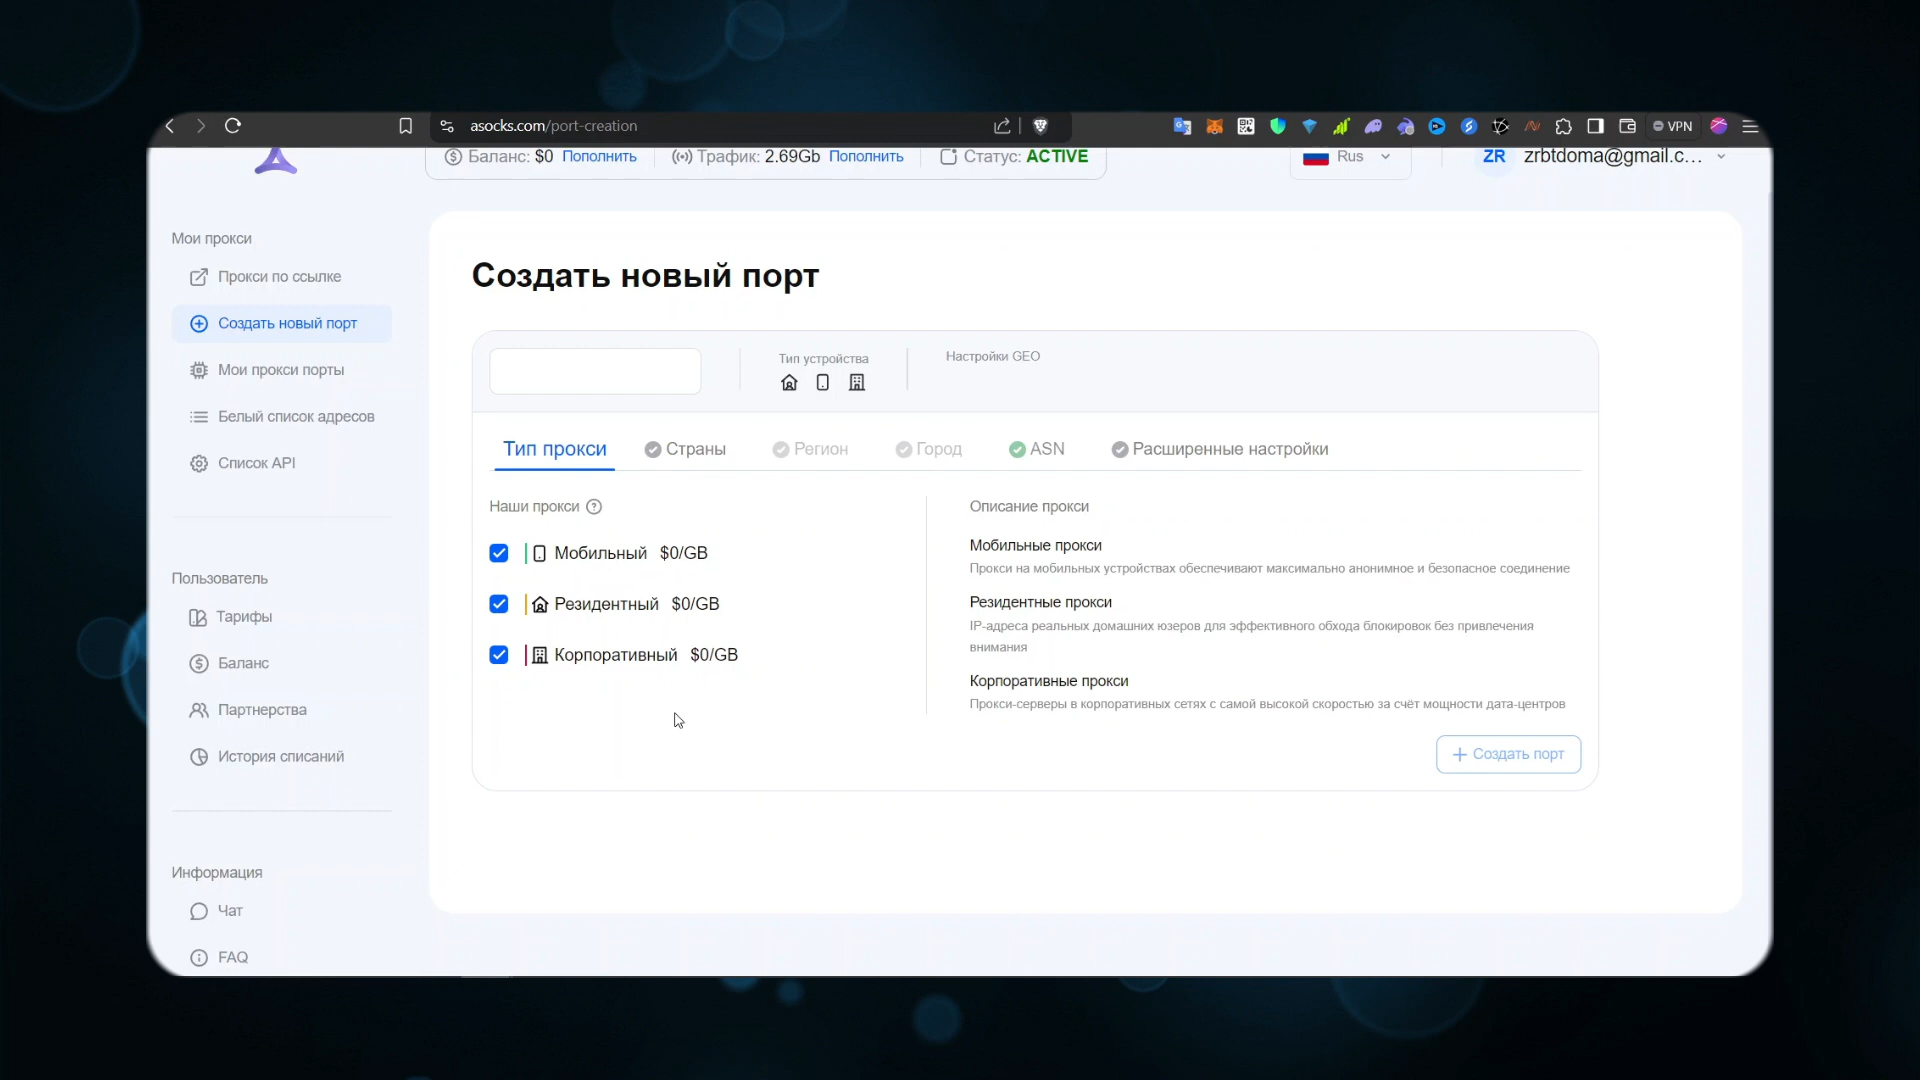 asocks.com/port-creation
VPN
Баланс: $0 Пополнить
Трафик: 2.69Gb Пополнить
Статус: ACTIVE
Rus
ZR zrbtdoma@gmail.c...
Мои прокси
Прокси по ссылке
Создать новый порт
Мои прокси порты
Белый список адресов
Список API
Пользователь
Тарифы
Баланс
Партнерства
История списаний
Информация
Чат
FAQ
Создать новый порт
Тип устройства
Настройки GEO
Тип прокси
Страны
Регион
Город
ASN
Расширенные настройки
Наши прокси
Мобильный $0/GB
Резидентный $0/GB
Корпоративный $0/GB
Описание прокси
Мобильные прокси
Прокси на мобильных устройствах обеспечивают максимально анонимное и безопасное соединение
Резидентные прокси
IP-адреса реальных домашних юзеров для эффективного обхода блокировок без привлечения
внимания
Корпоративные прокси
Прокси-серверы в корпоративных сетях с самой высокой скоростью за счёт мощности дата-центров
+ Создать порт